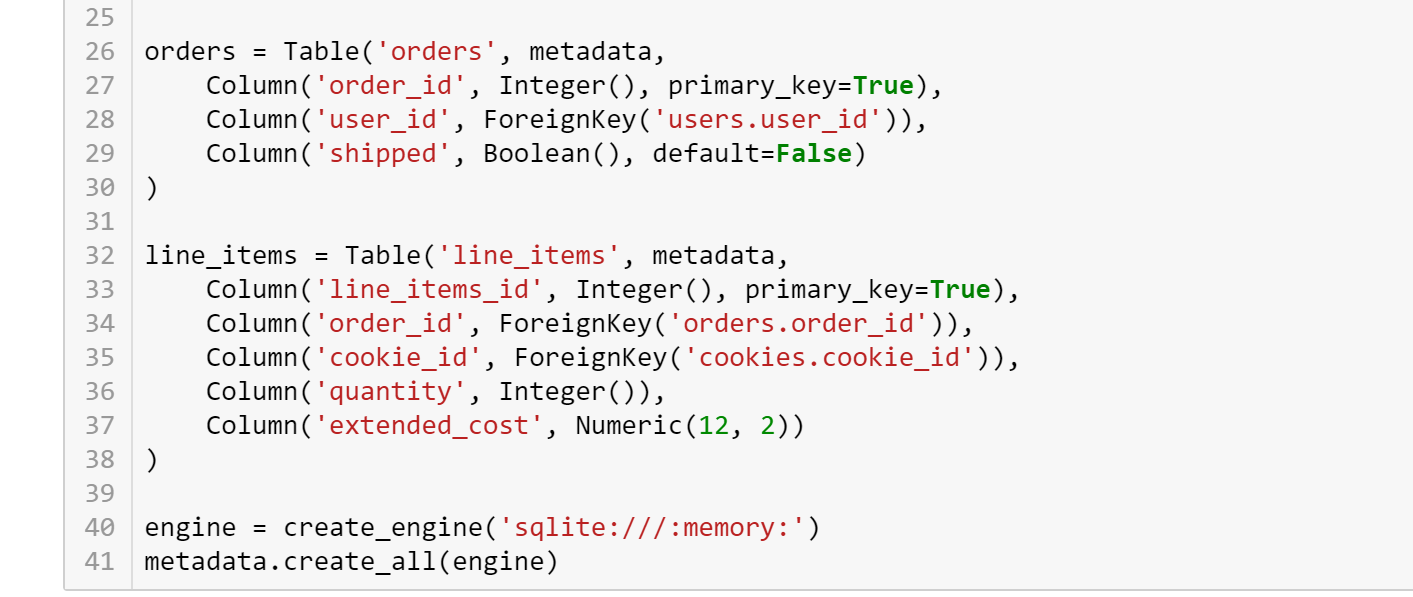 25
26 orders = Table('orders', metadata,
27     Column('order_id', Integer(), primary_key=True),
28     Column('user_id', ForeignKey('users.user_id')),
29     Column('shipped', Boolean(), default=False)
30 )
31
32 line_items = Table('line_items', metadata,
33     Column('line_items_id', Integer(), primary_key=True),
34     Column('order_id', ForeignKey('orders.order_id')),
35     Column('cookie_id', ForeignKey('cookies.cookie_id')),
36     Column('quantity', Integer()),
37     Column('extended_cost', Numeric(12, 2))
38 )
39
40 engine = create_engine('sqlite:///:memory:')
41 metadata.create_all(engine)